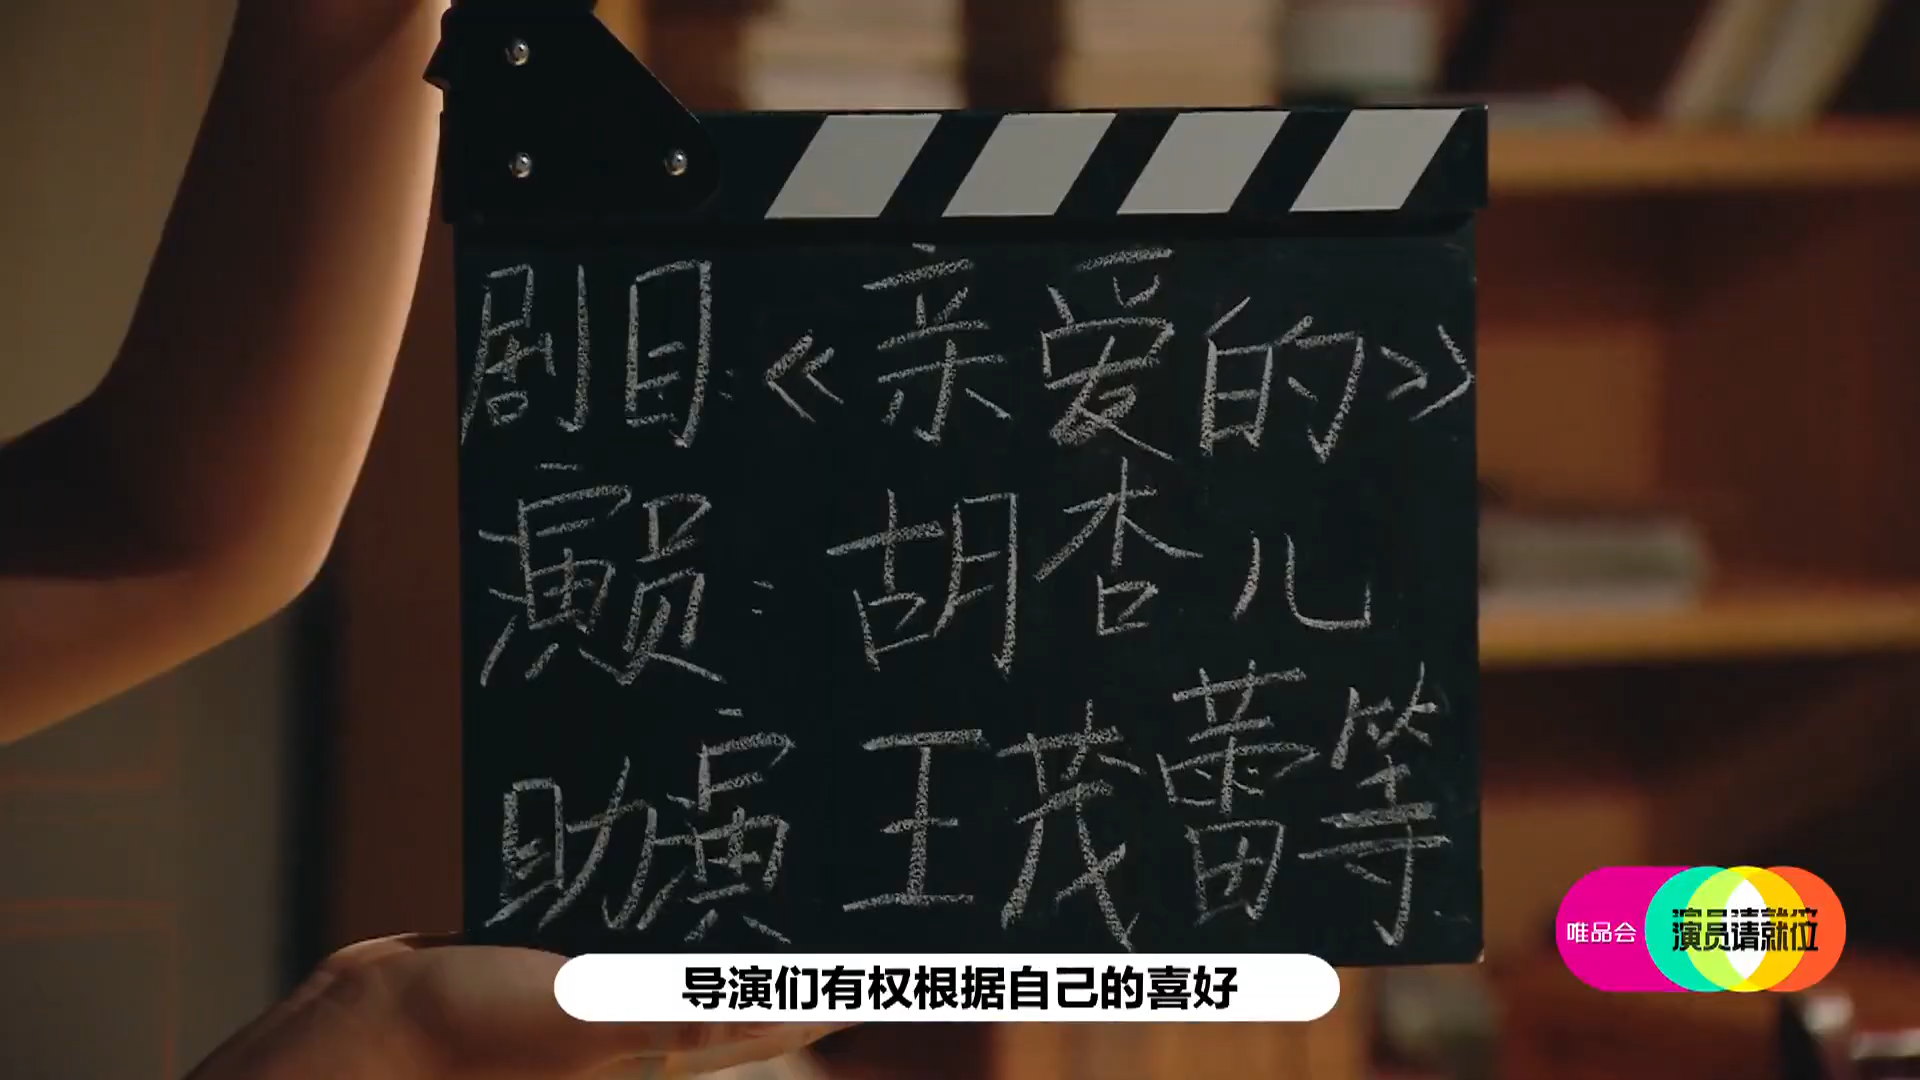 剧目:《亲爱的》
演员:胡杏儿
助演 王茂蕾等
唯品会 演员请就位
导演们有权根据自己的喜好